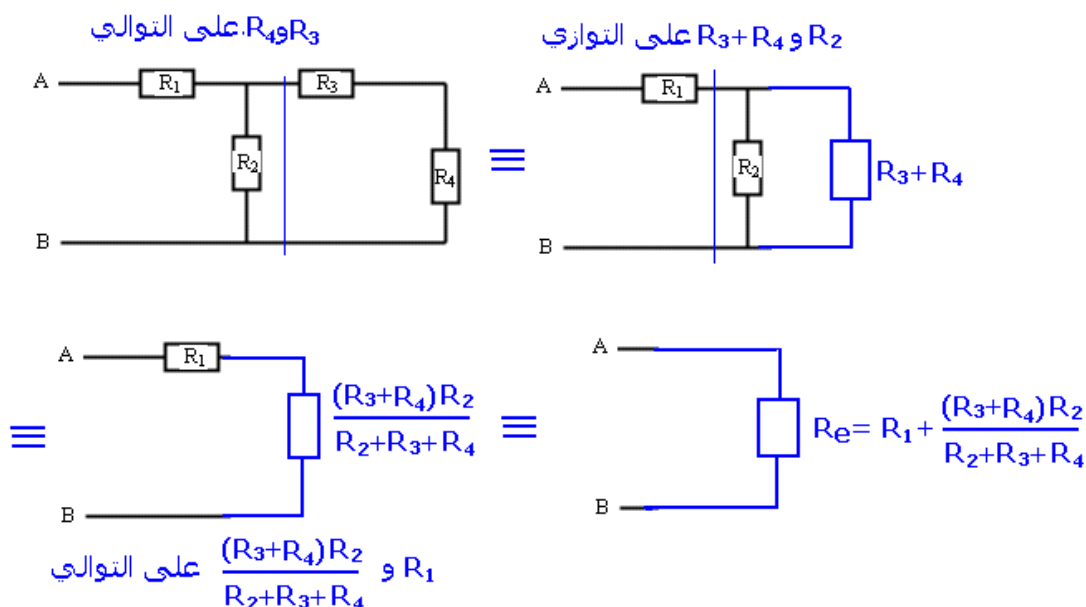 R₃ وR₄ على التوالي.
R₂ و R₃+R₄ على التوازي
A
R₁
R₃
R₂
R₄
B
≡
A
R₁
R₂
R₃+R₄
B
≡
A
R₁
(R₃+R₄)R₂
R₂+R₃+R₄
B
≡
A
Re= R₁+ (R₃+R₄)R₂
R₂+R₃+R₄
B
R₁ و (R₃+R₄)R₂ على التوالي
R₂+R₃+R₄